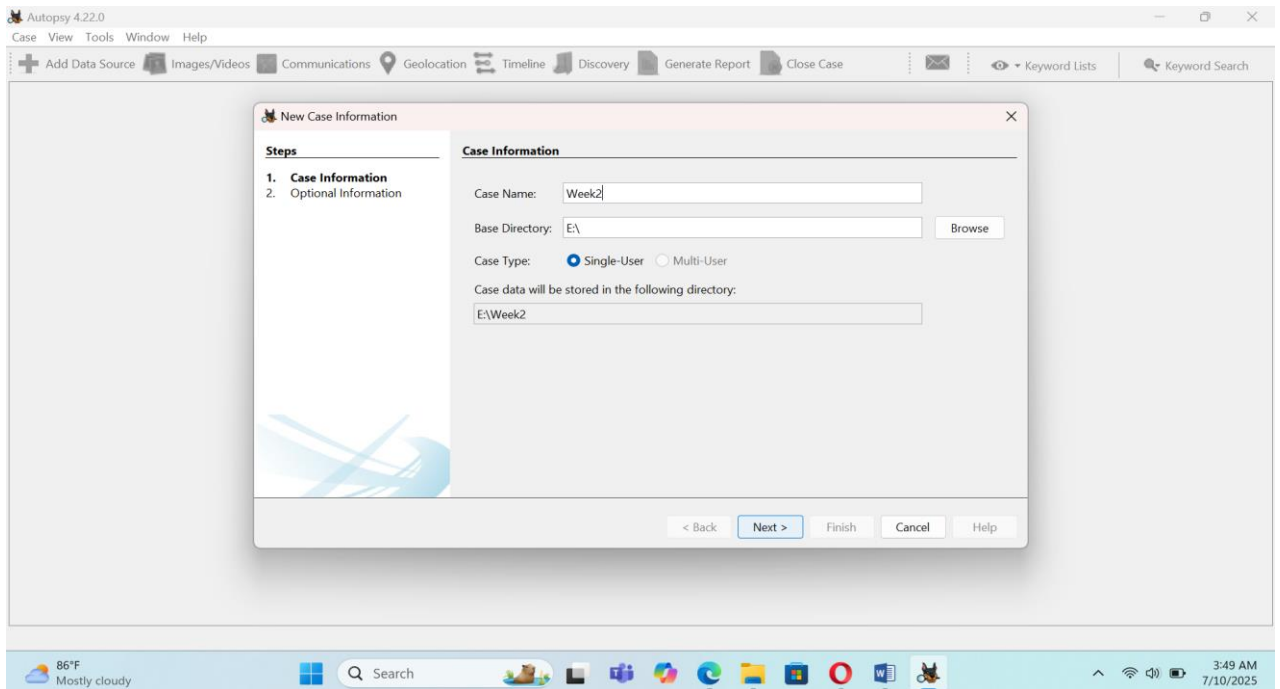 Autopsy 4.22.0
Case View Tools Window Help
Add Data Source Images/Videos Communications Geolocation Timeline Discovery Generate Report Close Case Keyword Lists Keyword Search
New Case Information
Steps
1. Case Information
2. Optional Information
Case Information
Case Name: Week2
Base Directory: E:\ Browse
Case Type: Single-User Multi-User
Case data will be stored in the following directory:
E:\Week2
< Back Next > Finish Cancel Help
86°F
Mostly cloudy
Search
3:49 AM
7/10/2025